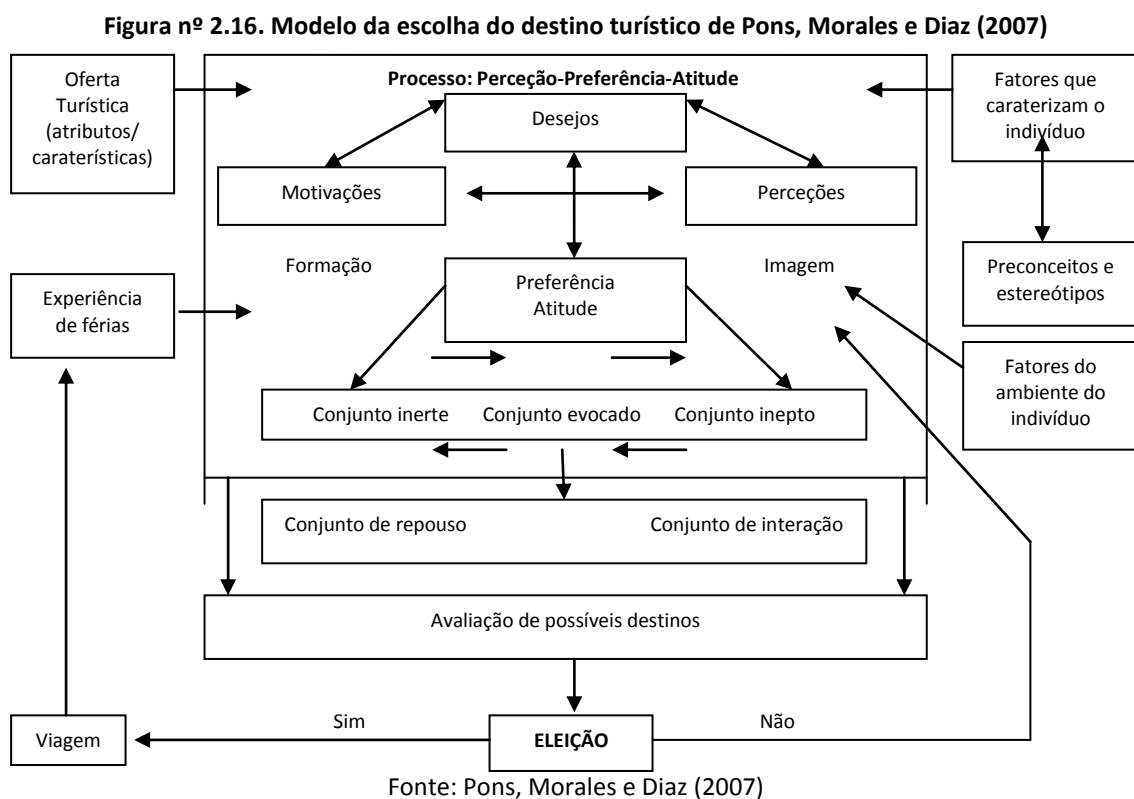 Figura nº 2.16. Modelo da escolha do destino turístico de Pons, Morales e Diaz (2007)
Oferta
Turística
(atributos/
caraterísticas)
Processo: Perceção-Preferência-Atitude
Desejos
Fatores que
caraterizam o
indivíduo
Motivações
Perceções
Formação
Imagem
Preferência
Atitude
Preconceitos e
estereótipos
Experiência
de férias
Fatores do
ambiente do
indivíduo
Conjunto inerte Conjunto evocado Conjunto inepto
Conjunto de repouso Conjunto de interação
Avaliação de possíveis destinos
Viagem
Sim
ELEIÇÃO
Não
Fonte: Pons, Morales e Diaz (2007)